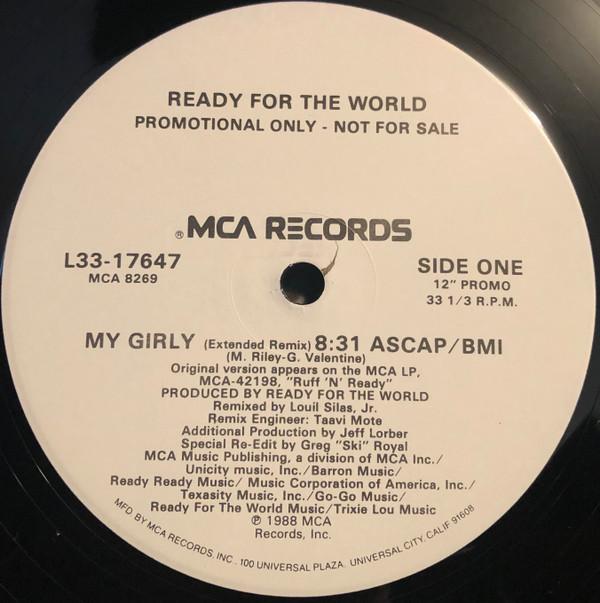 READY FOR THE WORLD
PROMOTIONAL ONLY - NOT FOR SALE
® MCA RECORDS
L33-17647
MCA 8269
SIDE ONE
12" PROMO
33 1/3 R.P.M.
MY GIRLY (Extended Remix) 8:31 ASCAP/BMI
(M. Riley-G. Valentine)
Original version appears on the MCA LP,
MCA-42198, "Ruff 'N' Ready"
PRODUCED BY READY FOR THE WORLD
Remixed by Louil Silas, Jr.
Remix Engineer: Taavi Mote
Additional Production by Jeff Lorber
Special Re-Edit by Greg "Ski" Royal
MCA Music Publishing, a division of MCA Inc./
Unicity music, Inc./Barron Music/
Ready Ready Music/ Music Corporation of America, Inc./
Texasity Music, Inc./Go-Go Music/
Ready For The World Music/Trixie Lou Music
℗ 1988 MCA
Records, Inc.
MFD BY MCA RECORDS, INC. 100 UNIVERSAL PLAZA. UNIVERSAL CITY, CALIF 91608